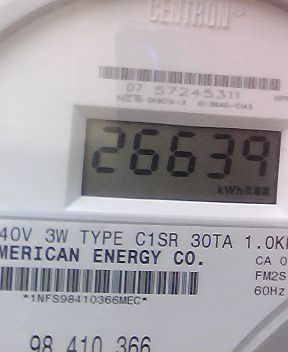 CENTRON®
07 57245311
26639
kWh
40V 3W TYPE C1SR 30TA 1.0K
MERICAN ENERGY CO.
CA 0
FM2S
60Hz
*1NFS98410366MEC*
98 410 366